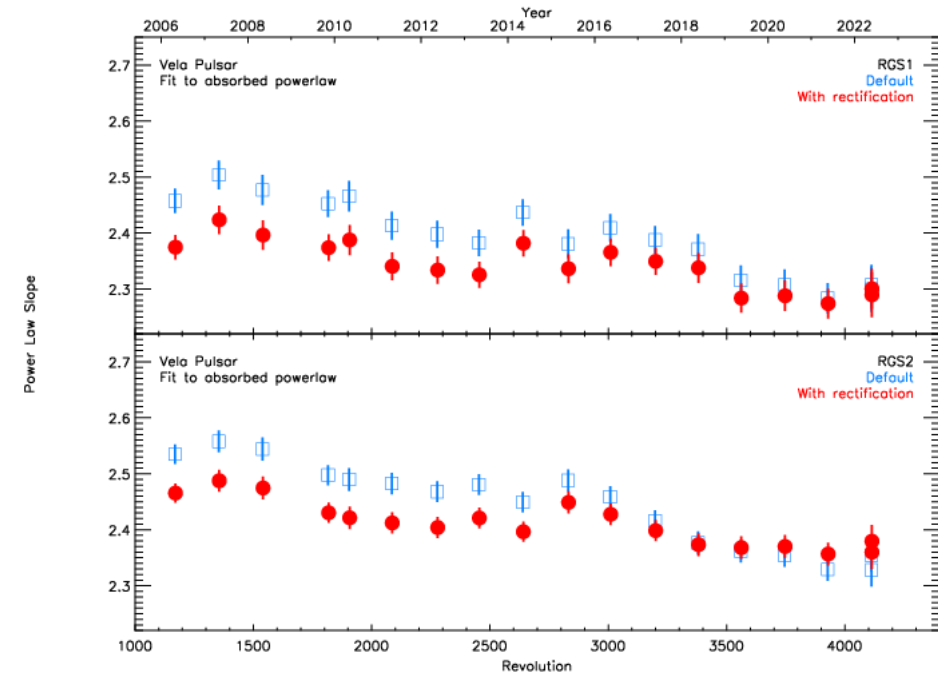 Year
2006 2008 2010 2012 2014 2016 2018 2020 2022
Vela Pulsar
Fit to absorbed powerlaw
RGS1
Default
With rectification
2.7
2.6
2.5
2.4
2.3
Power Law Slope
Vela Pulsar
Fit to absorbed powerlaw
RGS2
Default
With rectification
2.7
2.6
2.5
2.4
2.3
1000 1500 2000 2500 3000 3500 4000
Revolution